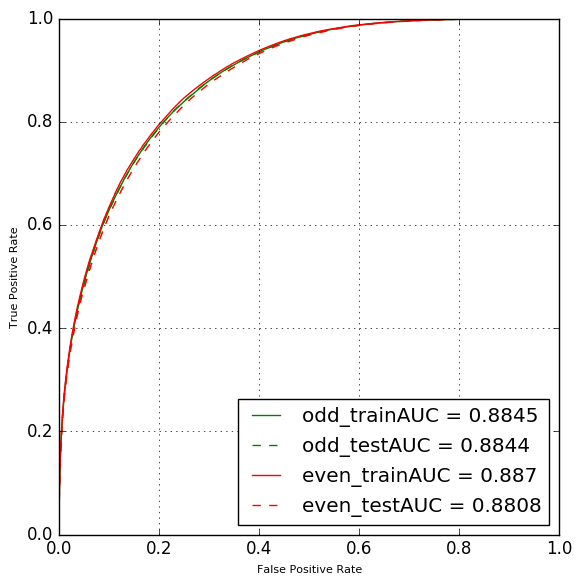 1.0
0.8
0.6
0.4
0.2
0.0
True Positive Rate
odd_trainAUC = 0.8845
odd_testAUC = 0.8844
even_trainAUC = 0.887
even_testAUC = 0.8808
0.0 0.2 0.4 0.6 0.8 1.0
False Positive Rate